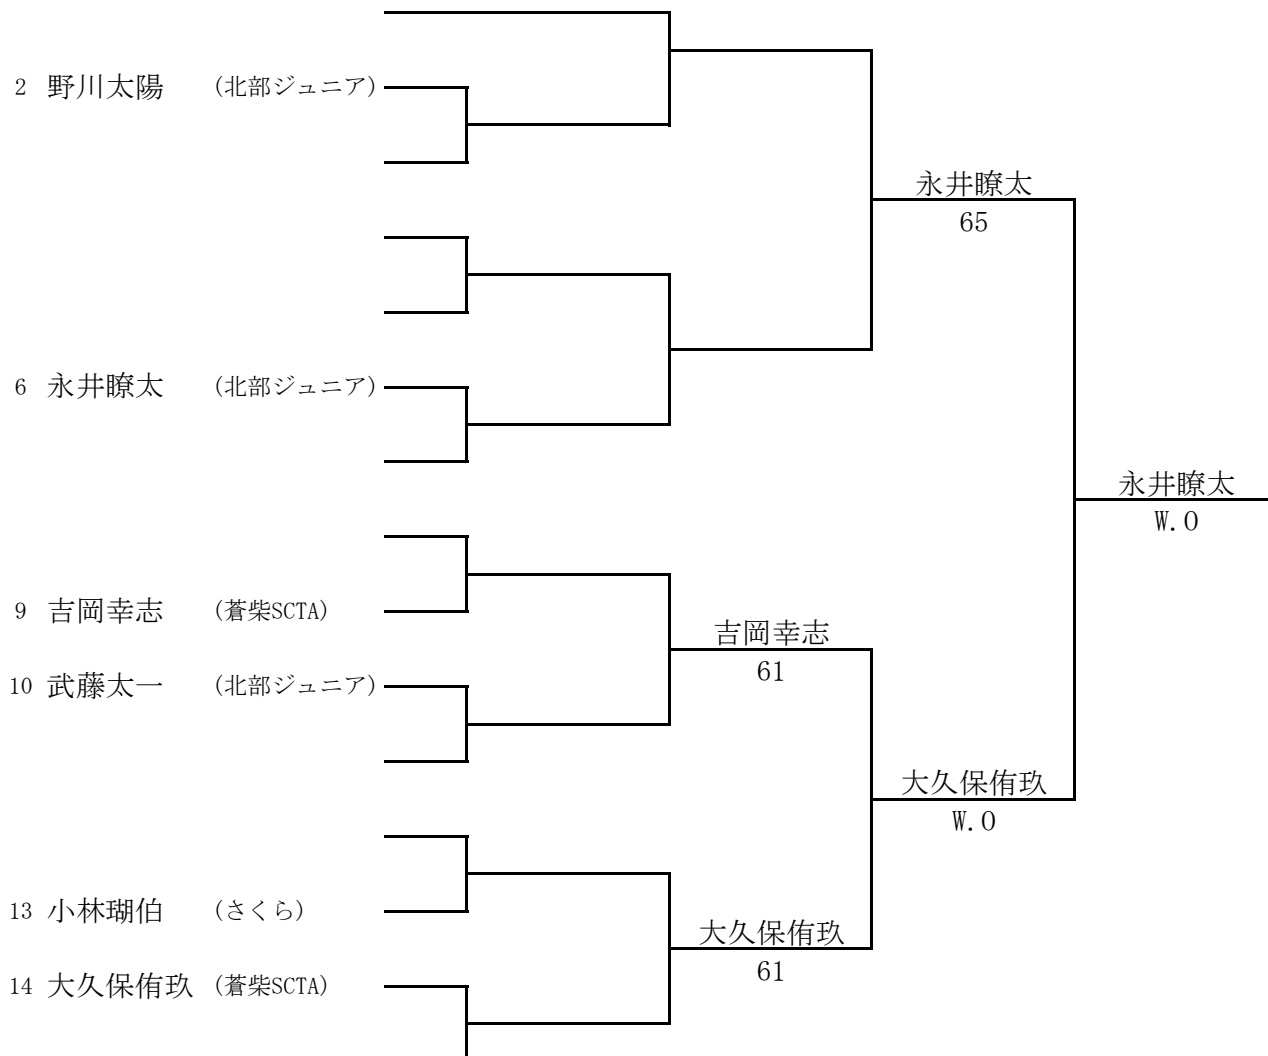 2 野川太陽 (北部ジュニア)
永井瞭太
65
6 永井瞭太 (北部ジュニア)
永井瞭太
W.O
9 吉岡幸志 (蒼柴SCTA)
吉岡幸志
61
10 武藤太一 (北部ジュニア)
大久保侑玖
W.O
13 小林瑚伯 (さくら)
大久保侑玖
61
14 大久保侑玖 (蒼柴SCTA)